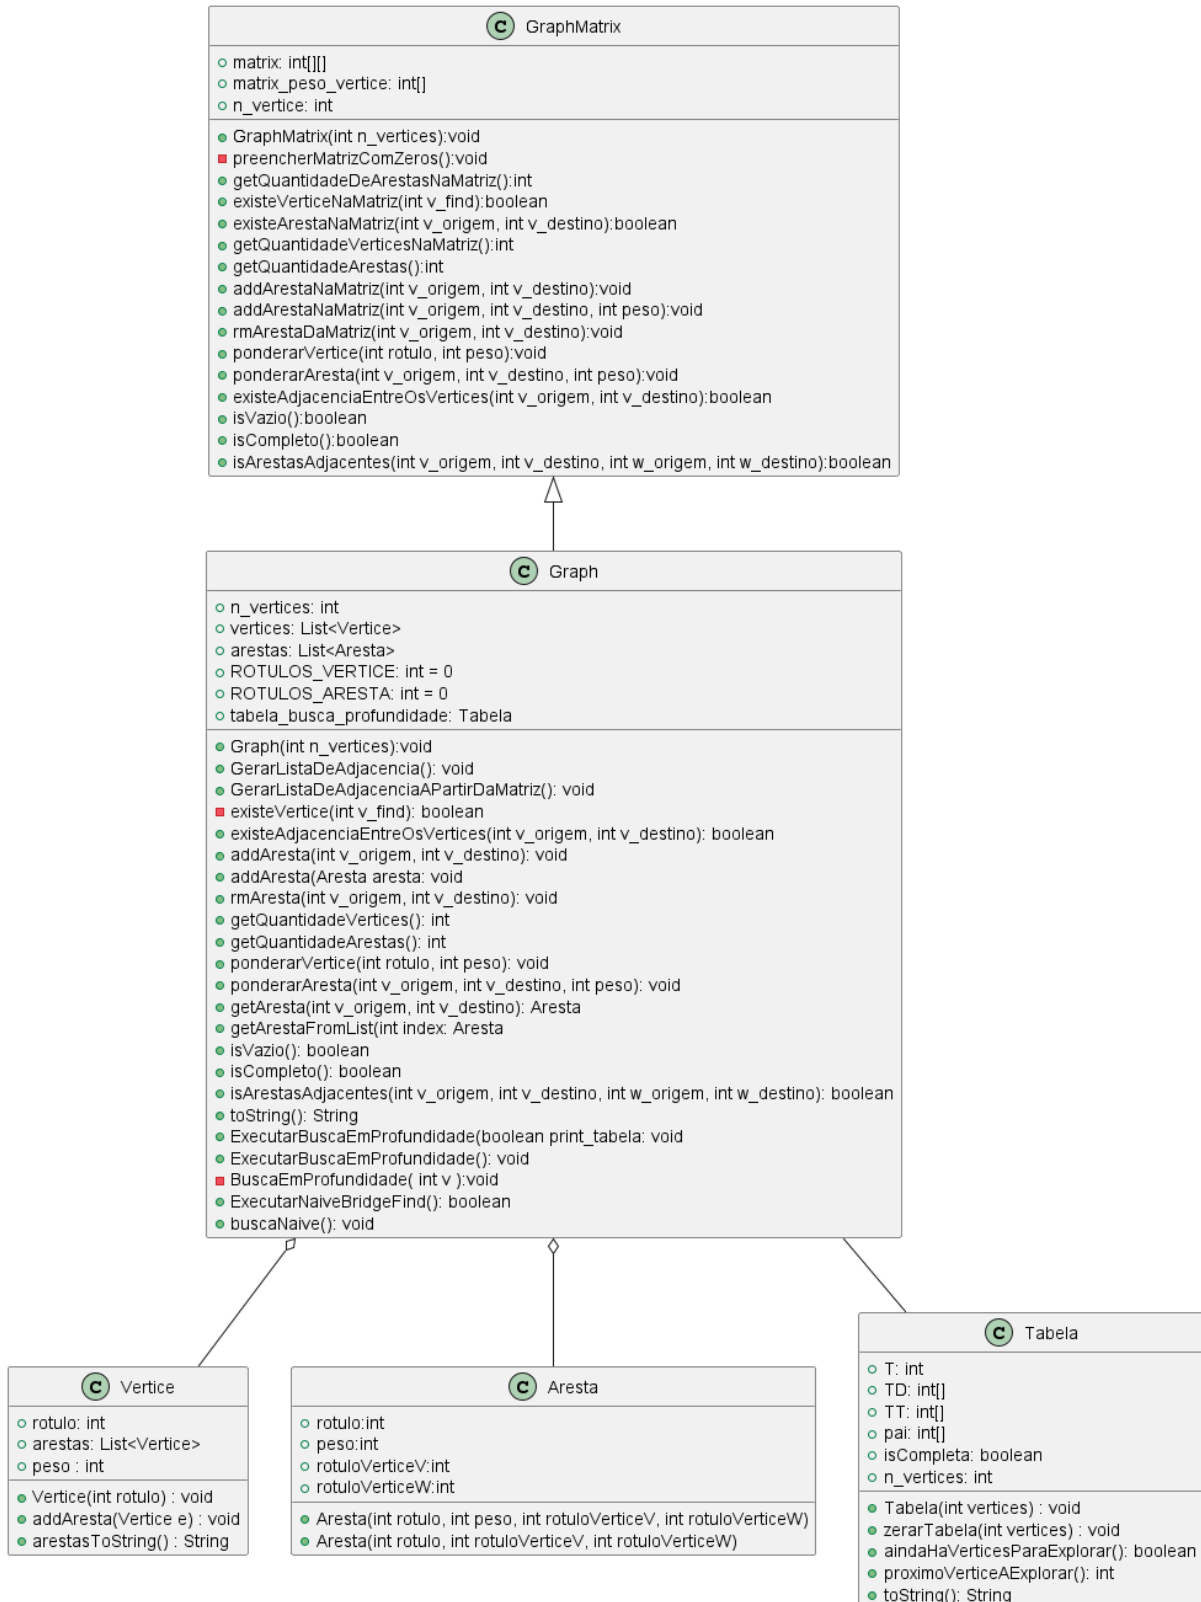 C GraphMatrix
matrix: int[][]
matrix_peso_vertice: int[]
n_vertice: int
GraphMatrix(int n_vertices):void
preencherMatrizComZeros():void
getQuantidadeDeArestasNaMatriz():int
existeVerticeNaMatriz(int v_find):boolean
existeArestaNaMatriz(int v_origem, int v_destino):boolean
getQuantidadeVerticesNaMatriz():int
getQuantidadeArestas():int
addArestaNaMatriz(int v_origem, int v_destino):void
addArestaNaMatriz(int v_origem, int v_destino, int peso):void
rmArestaDaMatriz(int v_origem, int v_destino):void
ponderarVertice(int rotulo, int peso):void
ponderarAresta(int v_origem, int v_destino, int peso):void
existeAdjacenciaEntreOsVertices(int v_origem, int v_destino):boolean
isVazio():boolean
isCompleto():boolean
isArestasAdjacentes(int v_origem, int v_destino, int w_origem, int w_destino):boolean
C Graph
n_vertices: int
vertices: List<Vertice>
arestas: List<Aresta>
ROTULOS_VERTICE: int = 0
ROTULOS_ARESTA: int = 0
tabela_busca_profundidade: Tabela
Graph(int n_vertices):void
GerarListaDeAdjacencia(): void
GerarListaDeAdjacenciaAPartirDaMatriz(): void
existeVertice(int v_find): boolean
existeAdjacenciaEntreOsVertices(int v_origem, int v_destino): boolean
addAresta(int v_origem, int v_destino): void
addAresta(Aresta aresta: void
rmAresta(int v_origem, int v_destino): void
getQuantidadeVertices(): int
getQuantidadeArestas(): int
ponderarVertice(int rotulo, int peso): void
ponderarAresta(int v_origem, int v_destino, int peso): void
getAresta(int v_origem, int v_destino): Aresta
getArestaFromList(int index: Aresta
isVazio(): boolean
isCompleto(): boolean
isArestasAdjacentes(int v_origem, int v_destino, int w_origem, int w_destino): boolean
toString(): String
ExecutarBuscaEmProfundidade(boolean print_tabela: void
ExecutarBuscaEmProfundidade(): void
BuscaEmProfundidade( int v ):void
ExecutarNaiveBridgeFind(): boolean
buscaNaive(): void
C Vertice
rotulo: int
arestas: List<Vertice>
peso : int
Vertice(int rotulo) : void
addAresta(Vertice e) : void
arestasToString() : String
C Aresta
rotulo:int
peso:int
rotuloVerticeV:int
rotuloVerticeW:int
Aresta(int rotulo, int peso, int rotuloVerticeV, int rotuloVerticeW)
Aresta(int rotulo, int rotuloVerticeV, int rotuloVerticeW)
C Tabela
T: int
TD: int[]
TT: int[]
pai: int[]
isCompleta: boolean
n_vertices: int
Tabela(int vertices) : void
zerarTabela(int vertices) : void
aindaHaVerticesParaExplorar(): boolean
proximoVerticeAExplorar(): int
toString(): String